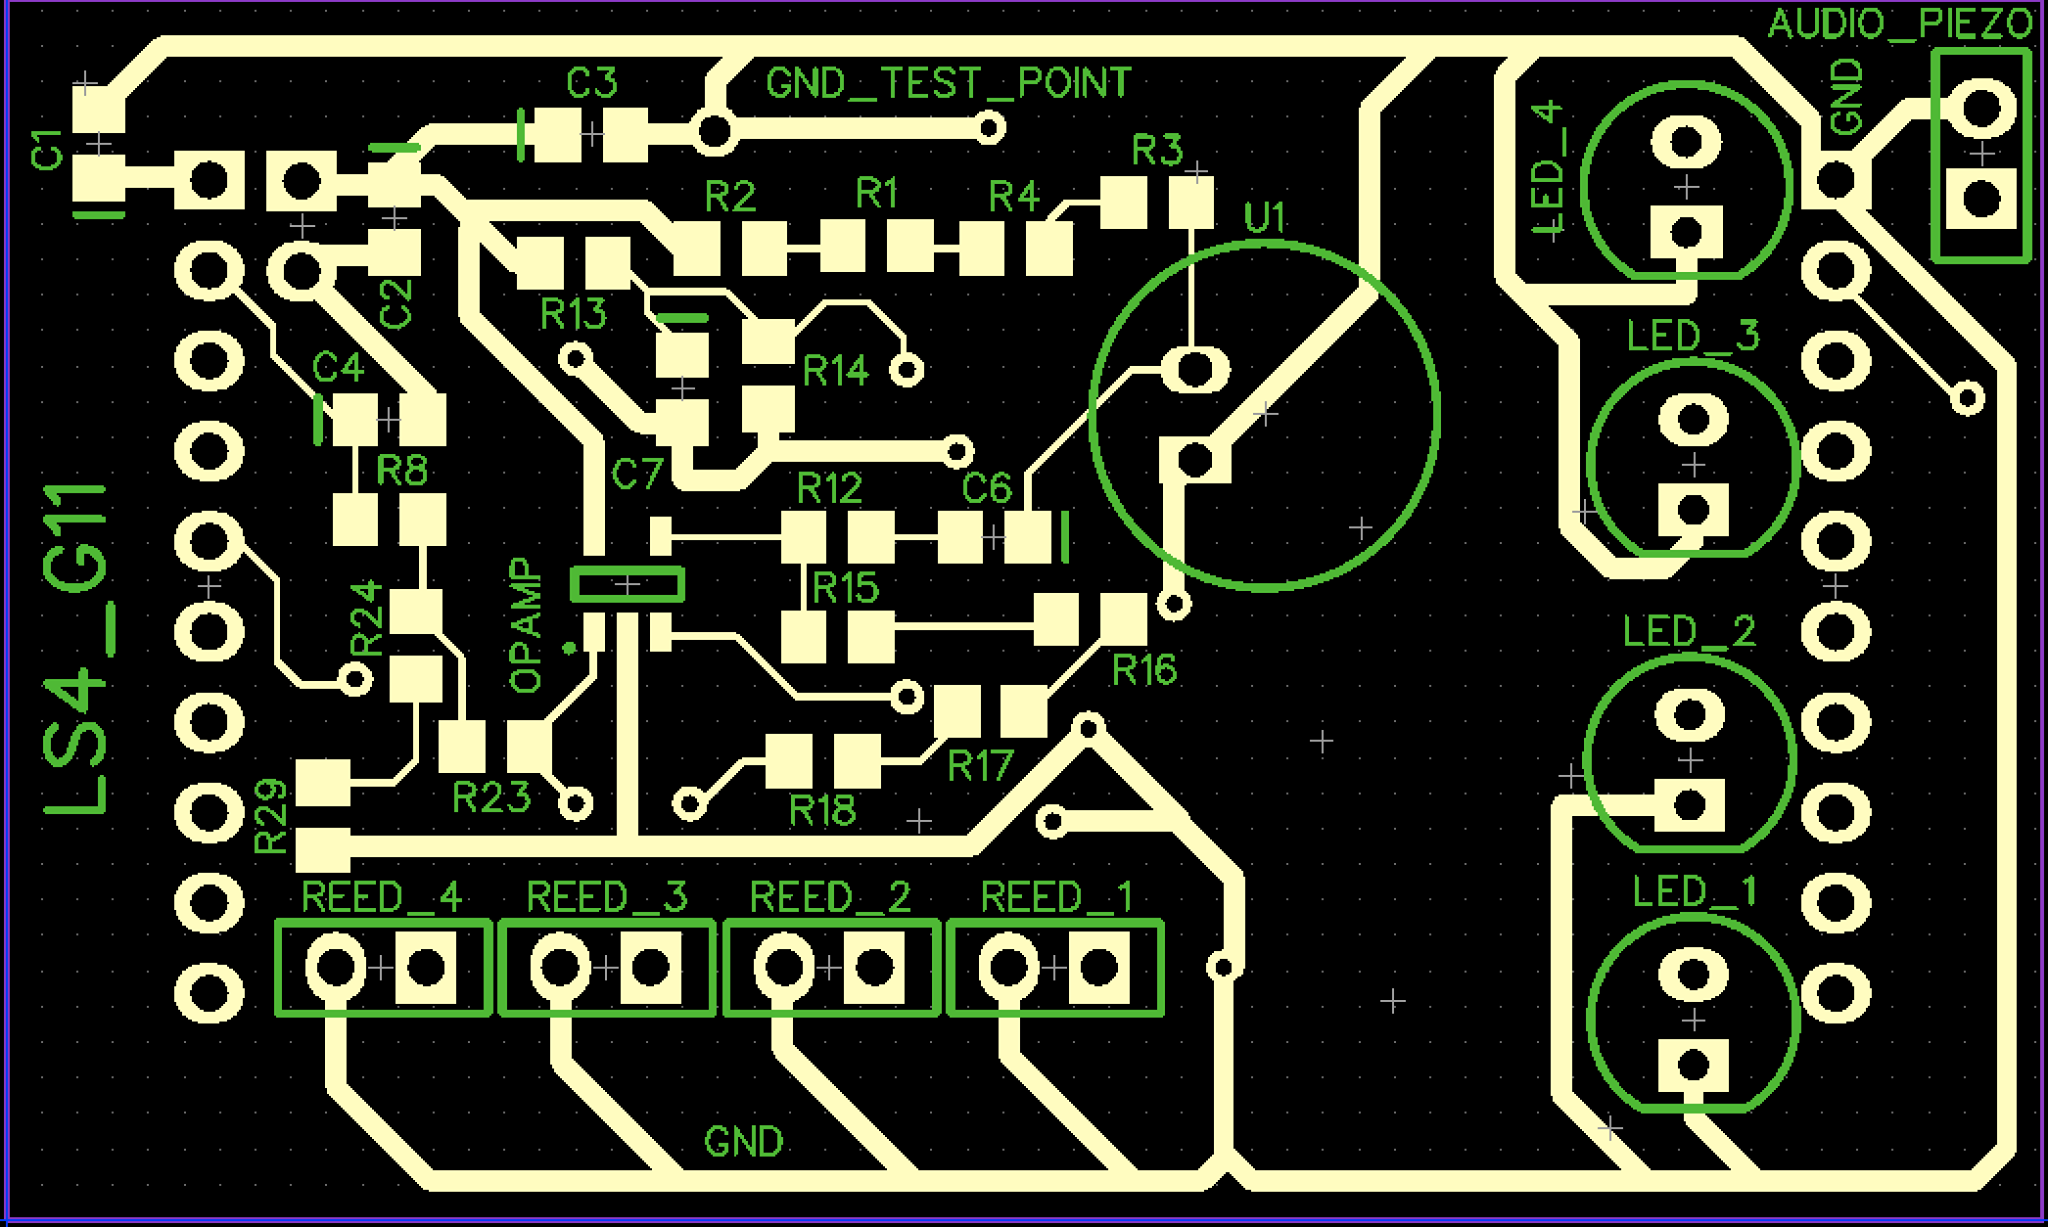 AUDIO_PIEZO
C3
GND_TEST_POINT
GND
LED_4
C1
R3
R2
R1
R4
U1
C2
R13
LED_3
C4
R14
R8
C7
R12
C6
LS4_G11
OPAMP
R15
R24
LED_2
R16
R17
R23
R18
R29
REED_4
REED_3
REED_2
REED_1
LED_1
GND